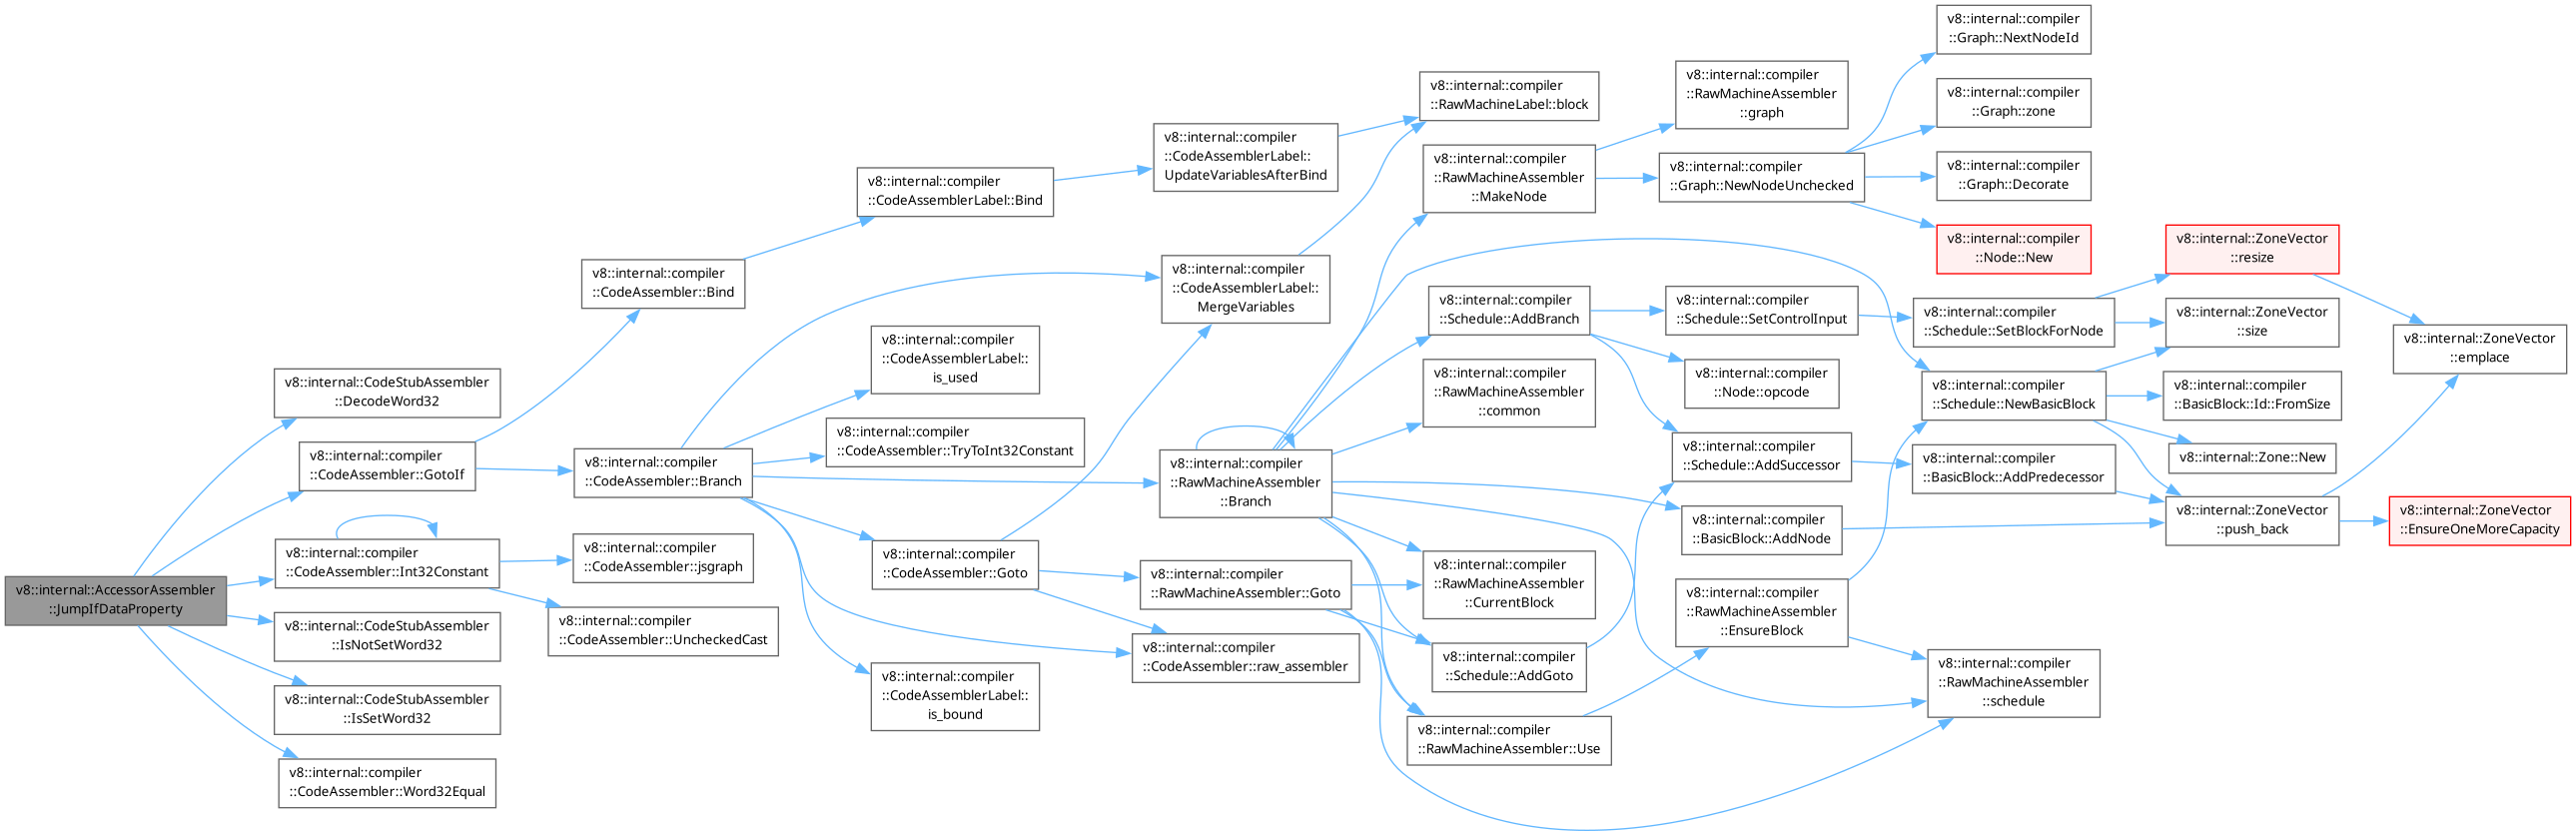 v8::internal::AccessorAssembler
::JumpIfDataProperty
v8::internal::CodeStubAssembler
::DecodeWord32
v8::internal::compiler
::CodeAssembler::GotoIf
v8::internal::compiler
::CodeAssembler::Int32Constant
v8::internal::CodeStubAssembler
::IsNotSetWord32
v8::internal::CodeStubAssembler
::IsSetWord32
v8::internal::compiler
::CodeAssembler::Word32Equal
v8::internal::compiler
::CodeAssembler::Bind
v8::internal::compiler
::CodeAssembler::Branch
v8::internal::compiler
::CodeAssembler::jsgraph
v8::internal::compiler
::CodeAssembler::UncheckedCast
v8::internal::compiler
::CodeAssemblerLabel::Bind
v8::internal::compiler
::CodeAssemblerLabel::
is_used
v8::internal::compiler
::CodeAssembler::TryToInt32Constant
v8::internal::compiler
::CodeAssembler::Goto
v8::internal::compiler
::CodeAssemblerLabel::
is_bound
v8::internal::compiler
::CodeAssemblerLabel::
UpdateVariablesAfterBind
v8::internal::compiler
::CodeAssemblerLabel::
MergeVariables
v8::internal::compiler
::RawMachineAssembler
::Branch
v8::internal::compiler
::RawMachineAssembler::Goto
v8::internal::compiler
::CodeAssembler::raw_assembler
v8::internal::compiler
::RawMachineLabel::block
v8::internal::compiler
::RawMachineAssembler
::MakeNode
v8::internal::compiler
::Schedule::AddBranch
v8::internal::compiler
::RawMachineAssembler
::common
v8::internal::compiler
::RawMachineAssembler
::CurrentBlock
v8::internal::compiler
::Schedule::AddGoto
v8::internal::compiler
::RawMachineAssembler::Use
v8::internal::compiler
::RawMachineAssembler
::graph
v8::internal::compiler
::Graph::NewNodeUnchecked
v8::internal::compiler
::Schedule::SetControlInput
v8::internal::compiler
::Node::opcode
v8::internal::compiler
::Schedule::AddSuccessor
v8::internal::compiler
::BasicBlock::AddNode
v8::internal::compiler
::RawMachineAssembler
::EnsureBlock
v8::internal::compiler
::Graph::NextNodeId
v8::internal::compiler
::Graph::zone
v8::internal::compiler
::Graph::Decorate
v8::internal::compiler
::Node::New
v8::internal::compiler
::Schedule::SetBlockForNode
v8::internal::compiler
::Schedule::NewBasicBlock
v8::internal::compiler
::BasicBlock::AddPredecessor
v8::internal::compiler
::RawMachineAssembler
::schedule
v8::internal::ZoneVector
::resize
v8::internal::ZoneVector
::size
v8::internal::compiler
::BasicBlock::Id::FromSize
v8::internal::Zone::New
v8::internal::ZoneVector
::push_back
v8::internal::ZoneVector
::emplace
v8::internal::ZoneVector
::EnsureOneMoreCapacity